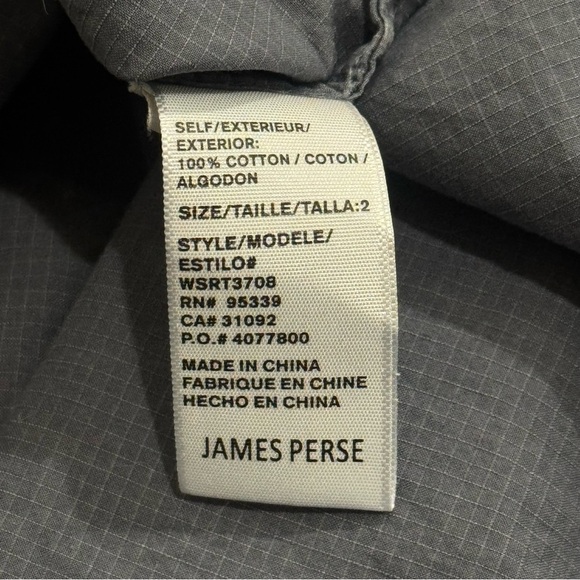 SELF/EXTERIEUR/
EXTERIOR:
100% COTTON / COTON /
ALGODON
SIZE/TAILLE/TALLA:2
STYLE/MODELE/
ESTILO#
WSRT3708
RN# 95339
CA# 31092
P.O.# 4077800
MADE IN CHINA
FABRIQUE EN CHINE
HECHO EN CHINA
JAMES PERSE